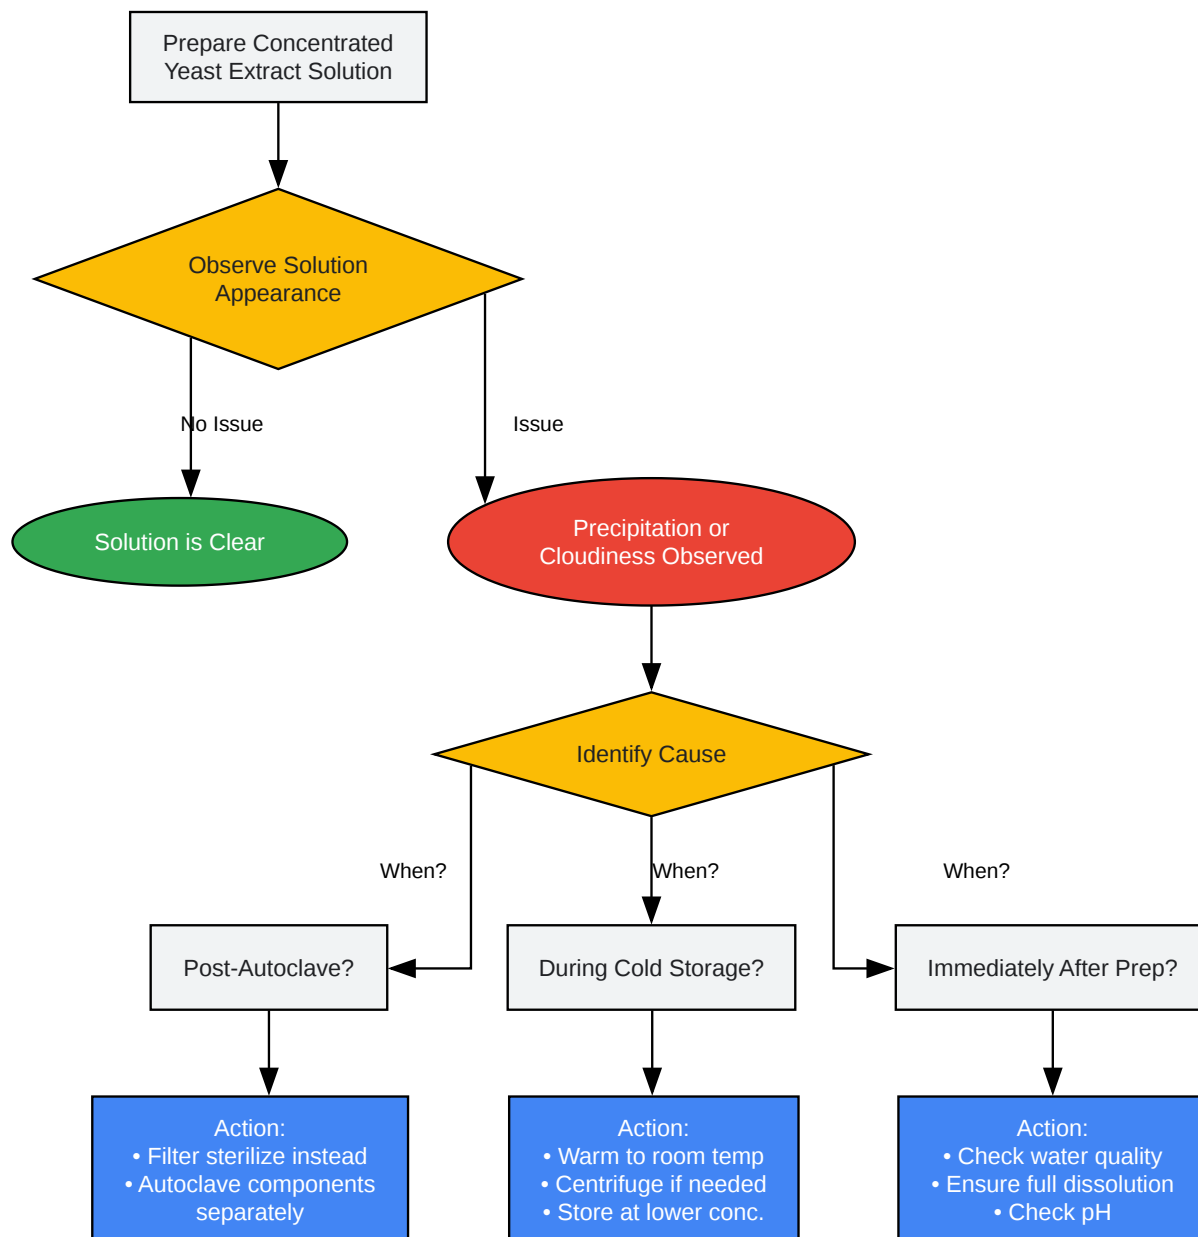 Prepare Concentrated
Yeast Extract Solution
Observe Solution
Appearance
No Issue
Issue
Solution is Clear
Precipitation or
Cloudiness Observed
Identify Cause
When?
When?
When?
Post-Autoclave?
During Cold Storage?
Immediately After Prep?
Action:
• Filter sterilize instead
• Autoclave components
separately
Action:
• Warm to room temp
• Centrifuge if needed
• Store at lower conc.
Action:
• Check water quality
• Ensure full dissolution
• Check pH